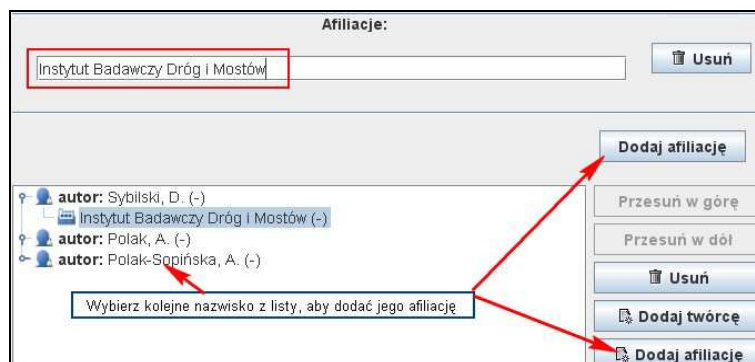 Afiliacje:
Instytut Badawczy Dróg i Mostów
Usuń
Dodaj afiliację
autor: Sybilski, D. (-)
Instytut Badawczy Dróg i Mostów (-)
autor: Polak, A. (-)
autor: Polak-Sopińska, A. (-)
Wybierz kolejne nazwisko z listy, aby dodać jego afiliację
Przesuń w górę
Przesuń w dół
Usuń
Dodaj twórcę
Dodaj afiliację